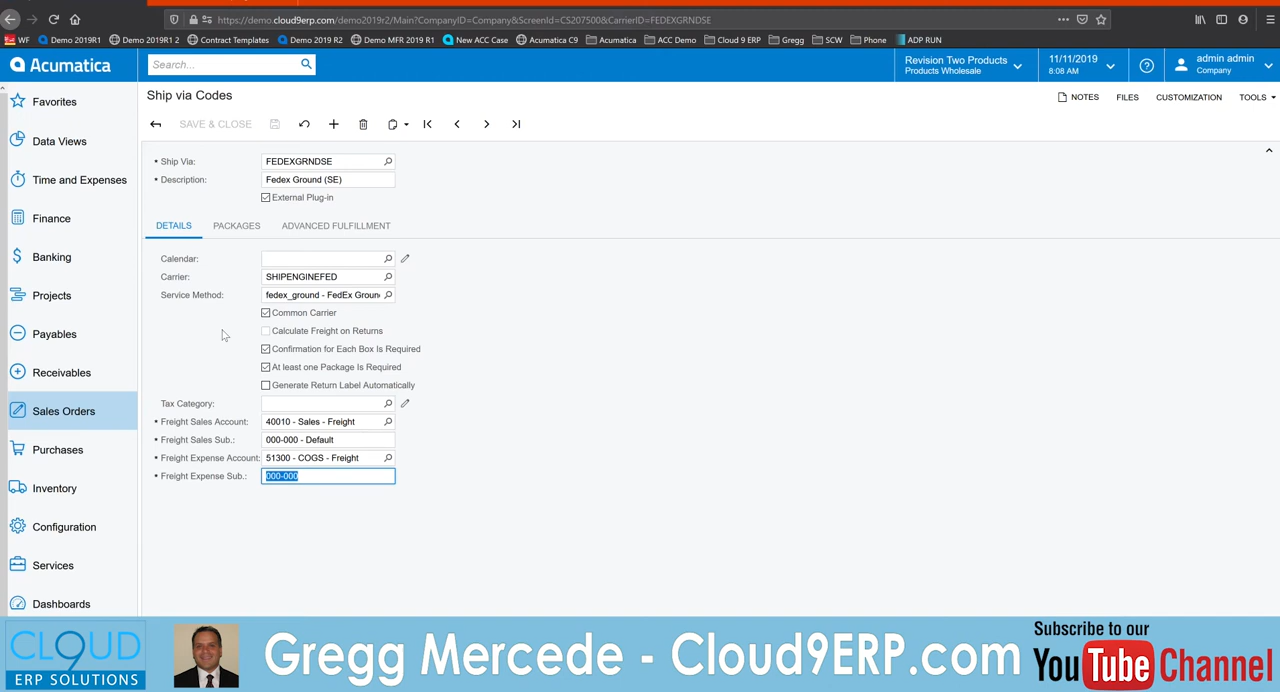 https://demo.cloud9erp.com/demo2019r2/Main?CompanyID=Company&ScreenId=CS207500&CarrierID=FEDEXGRNDSE
WF Demo 2019R1 Demo 2019R1 2 Contract Templates Demo 2019 R2 Demo MFR 2019 R1 New ACC Case Acumatica C9 Acumatica ACC Demo Cloud 9 ERP Gregg SCW Phone ADP RUN
Acumatica
Search...
Revision Two Products
Products Wholesale
11/11/2019
8:08 AM
admin admin
Company
Favorites
Data Views
Time and Expenses
Finance
Banking
Projects
Payables
Receivables
Sales Orders
Purchases
Inventory
Configuration
Services
Dashboards
Ship via Codes
NOTES FILES CUSTOMIZATION TOOLS
SAVE & CLOSE
Ship Via: FEDEXGRNDSE
Description: Fedex Ground (SE)
External Plug-in
DETAILS PACKAGES ADVANCED FULFILLMENT
Calendar:
Carrier: SHIPENGINEFED
Service Method: fedex_ground - FedEx Groun
Common Carrier
Calculate Freight on Returns
Confirmation for Each Box Is Required
At least one Package Is Required
Generate Return Label Automatically
Tax Category:
Freight Sales Account: 40010 - Sales - Freight
Freight Sales Sub.: 000-000 - Default
Freight Expense Account: 51300 - COGS - Freight
Freight Expense Sub.: 000-000
CLOUD 9
ERP SOLUTIONS
Gregg Mercede - Cloud9ERP.com
Subscribe to our
YouTube Channel